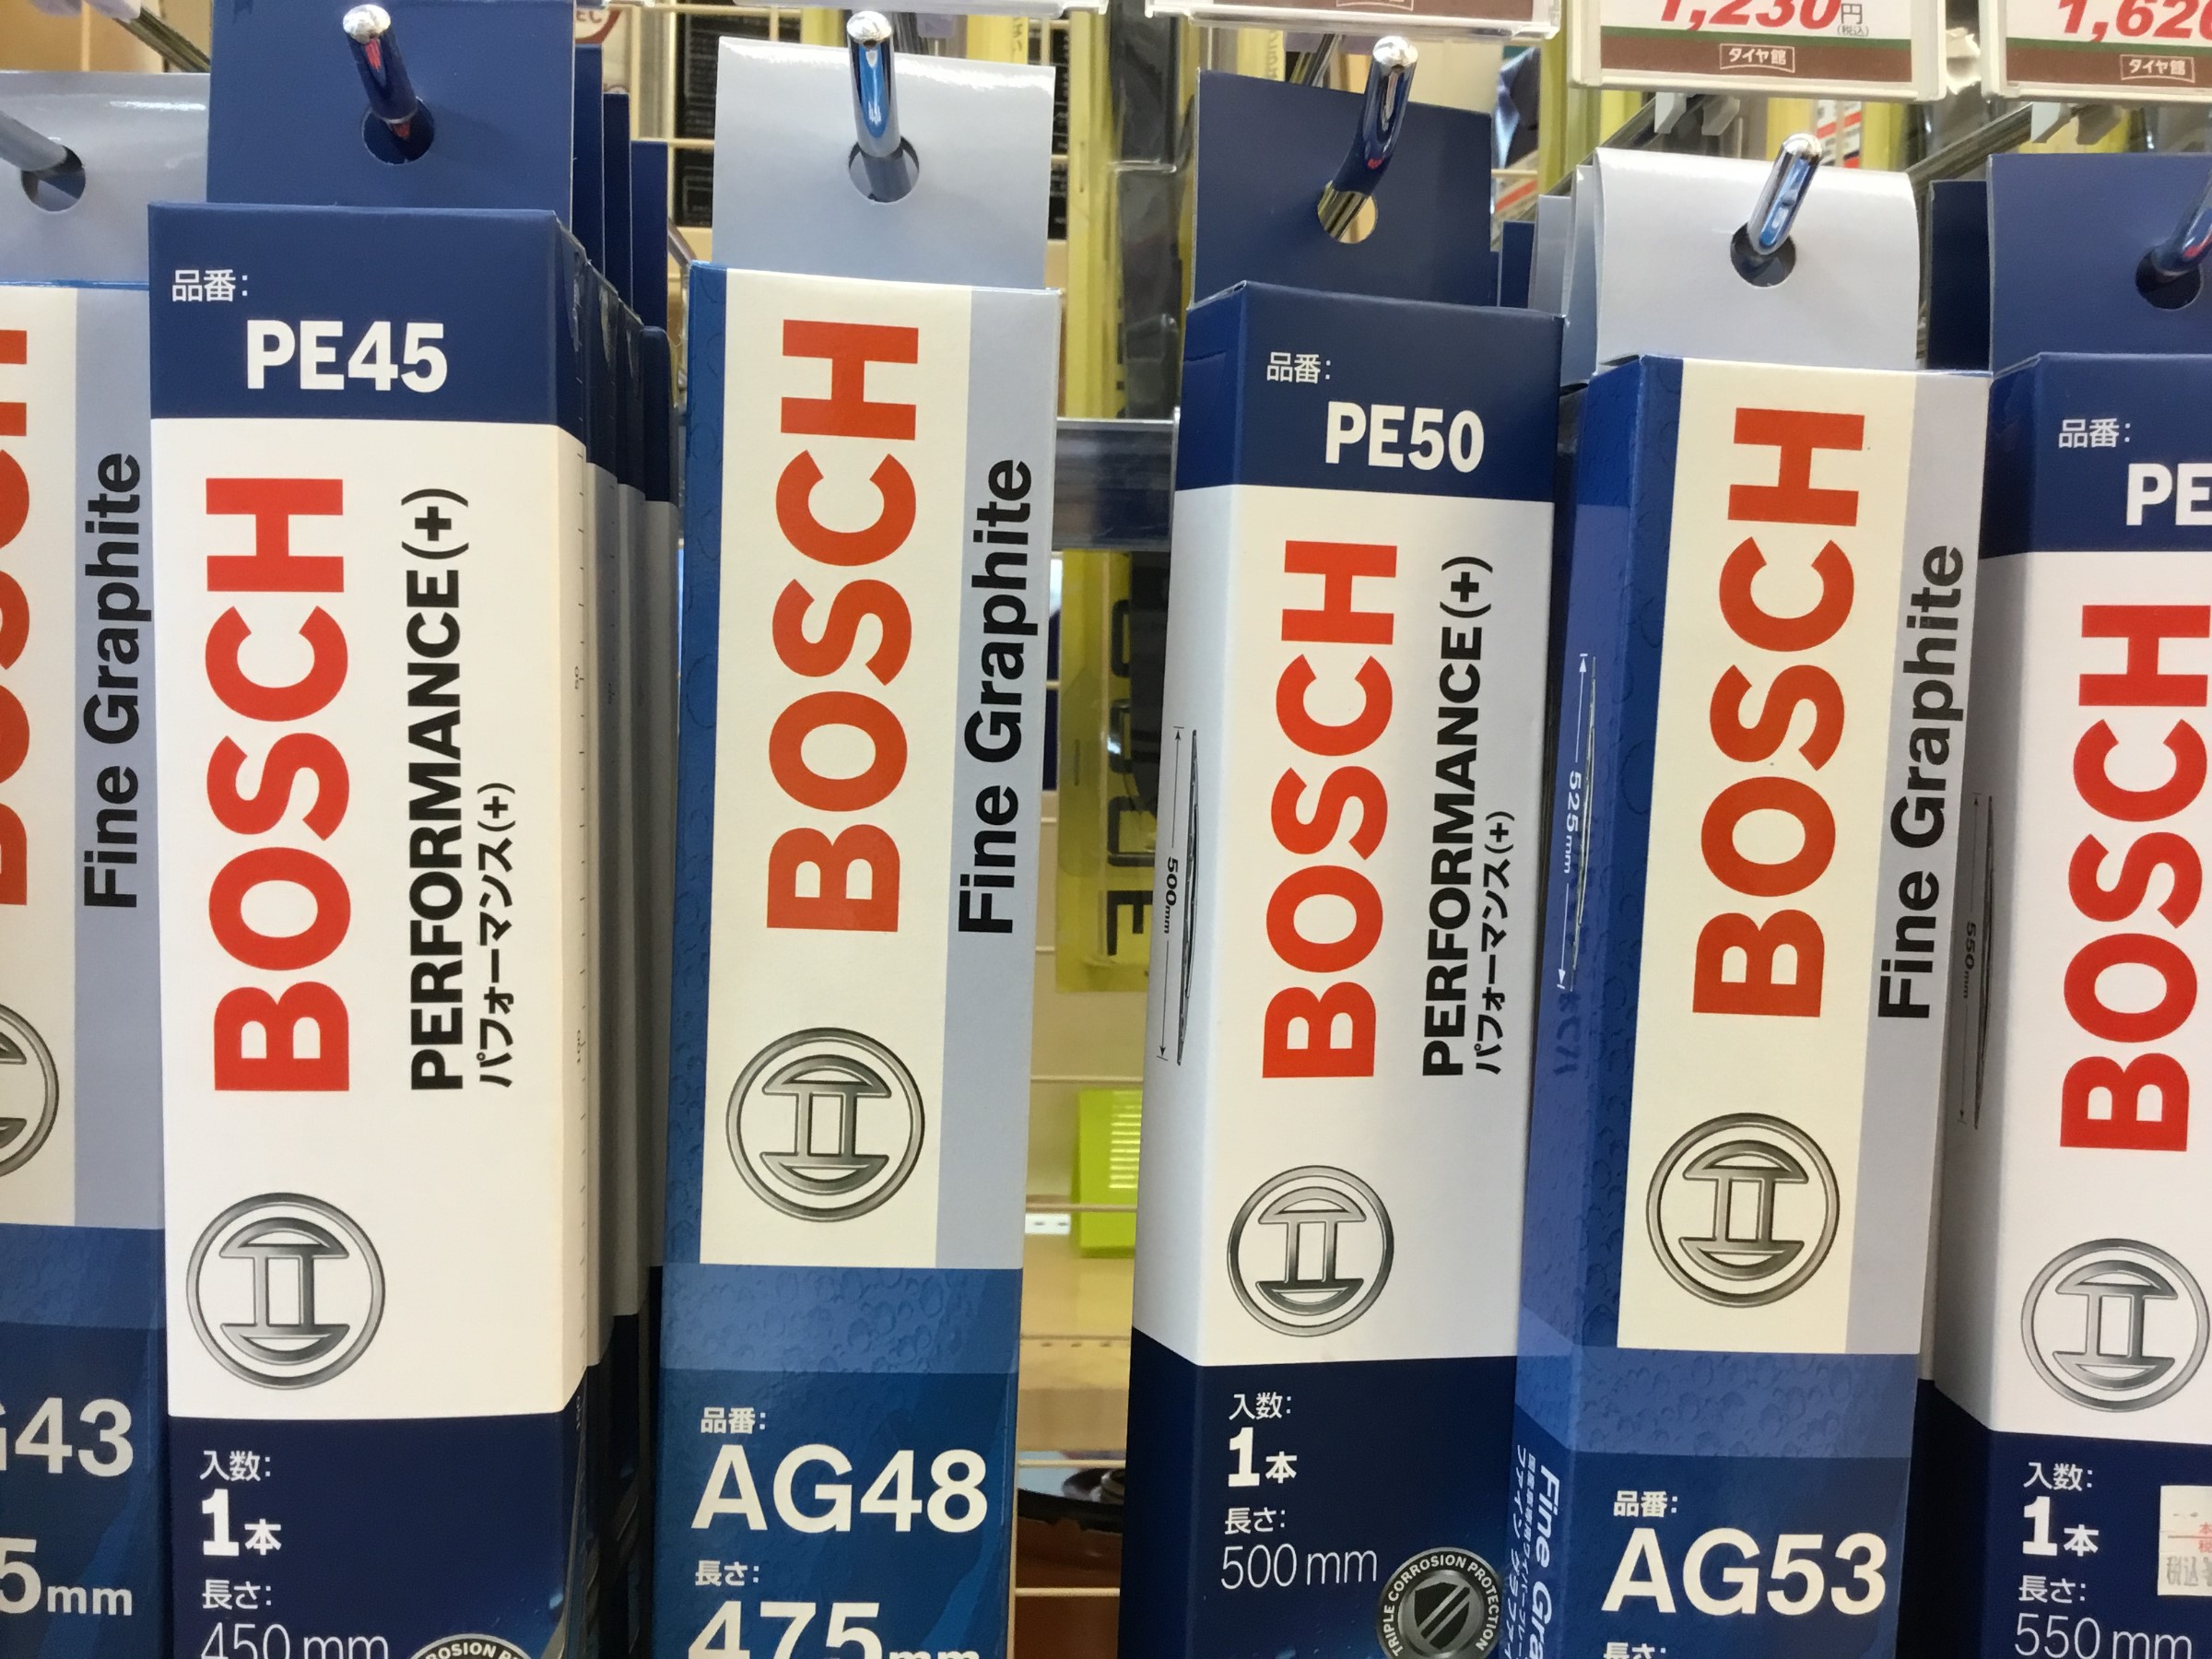 1,230円
(税込)
タイヤ館
タイヤ館
Fine Graphite
品番:
PE45
BOSCH
PERFORMANCE(+)
パフォーマンス(+)
入数:
1本
長さ:
450mm
BOSCH
Fine Graphite
品番:
AG48
長さ:
475mm
品番:
PE50
500mm
BOSCH
PERFORMANCE(+)
パフォーマンス(+)
入数:
1本
長さ:
500mm
TRIPLE CORROSION PROTECTION
525mm
BOSCH
Fine Graphite
品番:
AG53
長さ:
品番:
PE
550mm
BOSCH
入数:
1本
長さ:
550mm